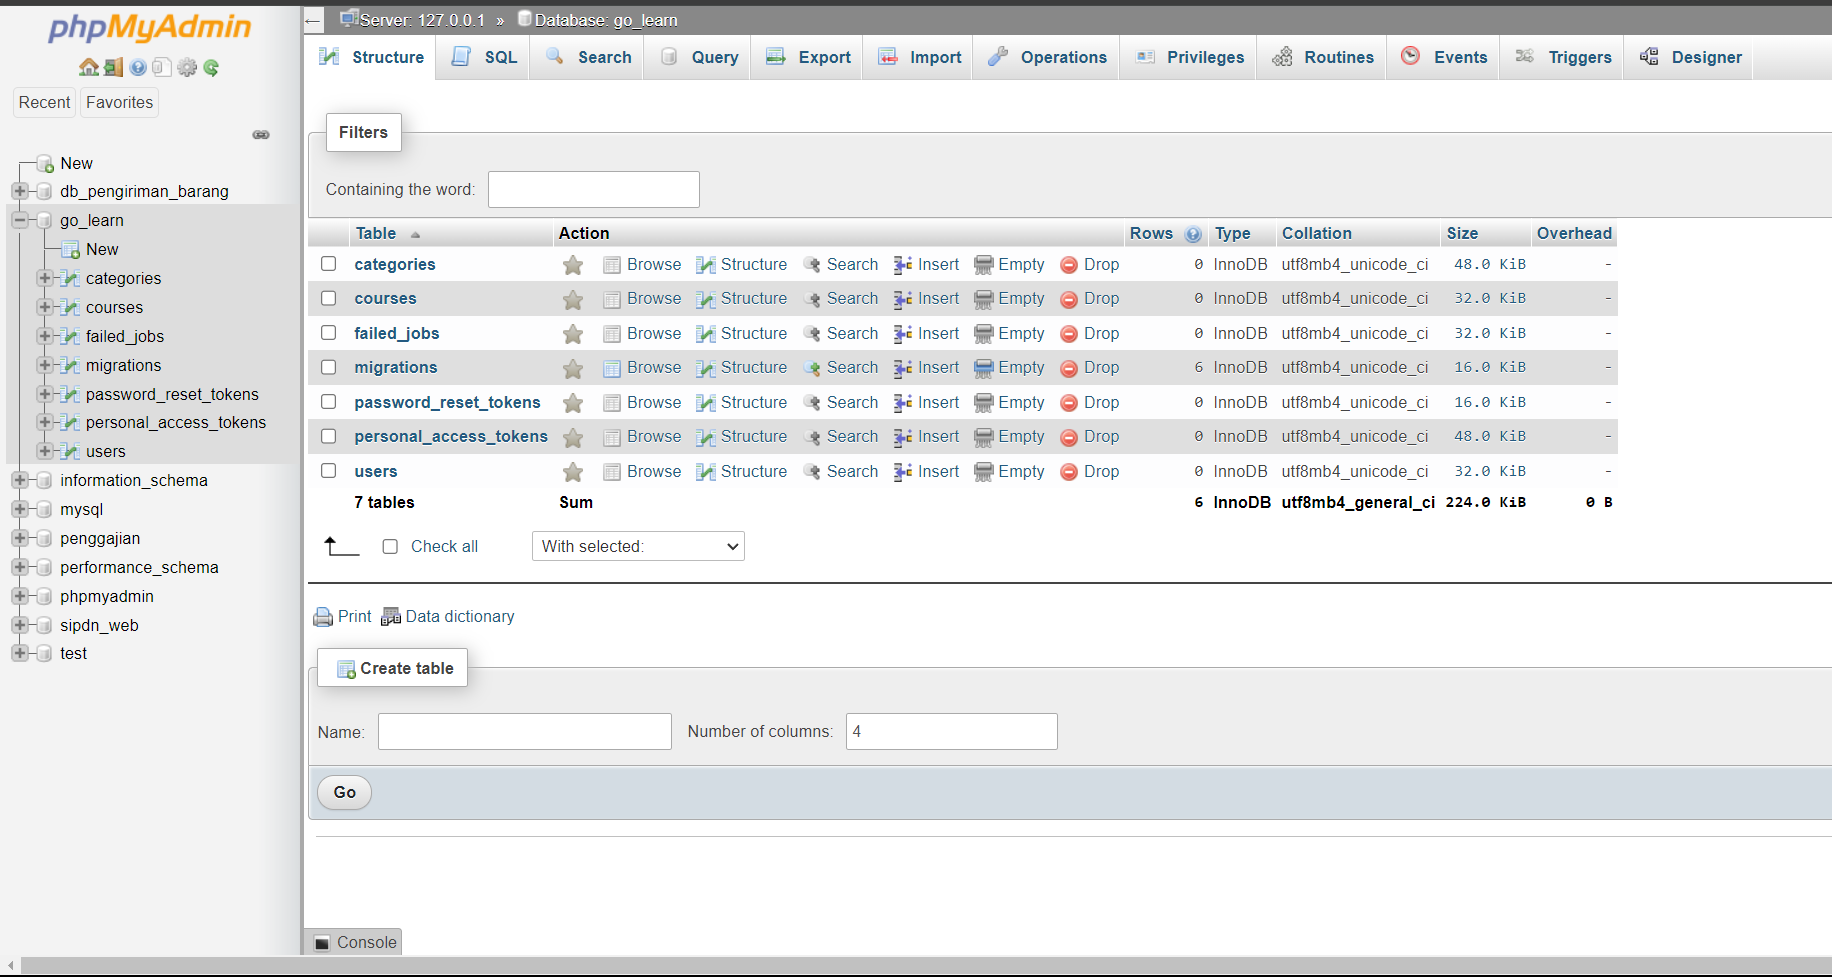 phpMyAdmin
Recent Favorites
New
db_pengiriman_barang
go_learn
New
categories
courses
failed_jobs
migrations
password_reset_tokens
personal_access_tokens
users
information_schema
mysql
penggajian
performance_schema
phpmyadmin
sipdn_web
test
← Server: 127.0.0.1 » Database: go_learn
Structure SQL Search Query Export Import Operations Privileges Routines Events Triggers Designer
Filters
Containing the word:
Table Action Rows Type Collation Size Overhead
categories Browse Structure Search Insert Empty Drop 0 InnoDB utf8mb4_unicode_ci 48.0 KiB -
courses Browse Structure Search Insert Empty Drop 0 InnoDB utf8mb4_unicode_ci 32.0 KiB -
failed_jobs Browse Structure Search Insert Empty Drop 0 InnoDB utf8mb4_unicode_ci 32.0 KiB -
migrations Browse Structure Search Insert Empty Drop 6 InnoDB utf8mb4_unicode_ci 16.0 KiB -
password_reset_tokens Browse Structure Search Insert Empty Drop 0 InnoDB utf8mb4_unicode_ci 16.0 KiB -
personal_access_tokens Browse Structure Search Insert Empty Drop 0 InnoDB utf8mb4_unicode_ci 48.0 KiB -
users Browse Structure Search Insert Empty Drop 0 InnoDB utf8mb4_unicode_ci 32.0 KiB -
7 tables Sum 6 InnoDB utf8mb4_general_ci 224.0 KiB 0 B
Check all With selected:
Print Data dictionary
Create table
Name: Number of columns: 4
Go
Console